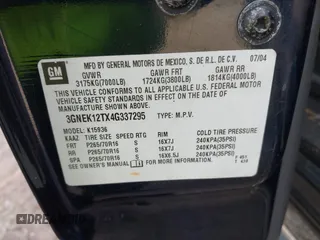 GM
MFD BY GENERAL MOTORS DE MEXICO, S. DE R.L. DE C.V. 07/04
GVWR GAWR FRT GAWR RR
3175KG(7000LB) 1724KG(3800LB) 1814KG(4000LB)
THIS VEHICLE CONFORMS TO ALL APPLICABLE U.S. FEDERAL MOTOR
VEHICLE SAFETY STANDARDS IN EFFECT ON THE DATE OF
MANUFACTURE SHOWN ABOVE.
3GNEK12TX4G337295 TYPE: M.P.V.
MODEL: K15936
KAAZ TIRE SIZE SPEED RTG RIM COLD TIRE PRESSURE
FRT P265/70R16 S 16X7J 240KPA(35PSI)
RR P265/70R16 S 16X7J 240KPA(35PSI)
SPA P265/70R16 S 16X6.5J 240KPA(35PSI)
SEE OWNER'S MANUAL FOR ADDITIONAL INFORMATION.